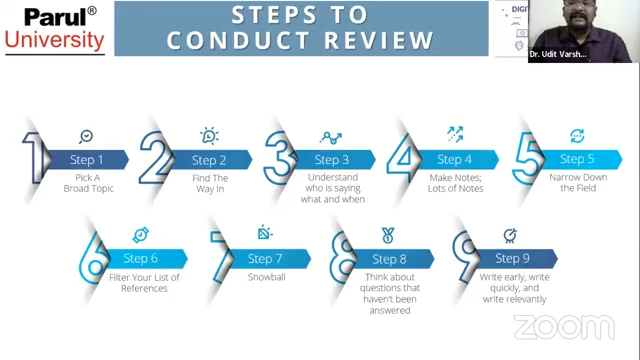 Parul®
University
STEPS TO
CONDUCT REVIEW
DIGIT
Dr. Udit Varsh...
1
Step 1
Pick A
Broad Topic
2
Step 2
Find The
Way In
3
Step 3
Understand
who is saying
what and when
4
Step 4
Make Notes;
Lots of Notes
5
Step 5
Narrow Down
the Field
6
Step 6
Filter Your List of
References
7
Step 7
Snowball
8
Step 8
Think about
questions that
haven't been
answered
9
Step 9
Write early, write
quickly, and
write relevantly
zoom